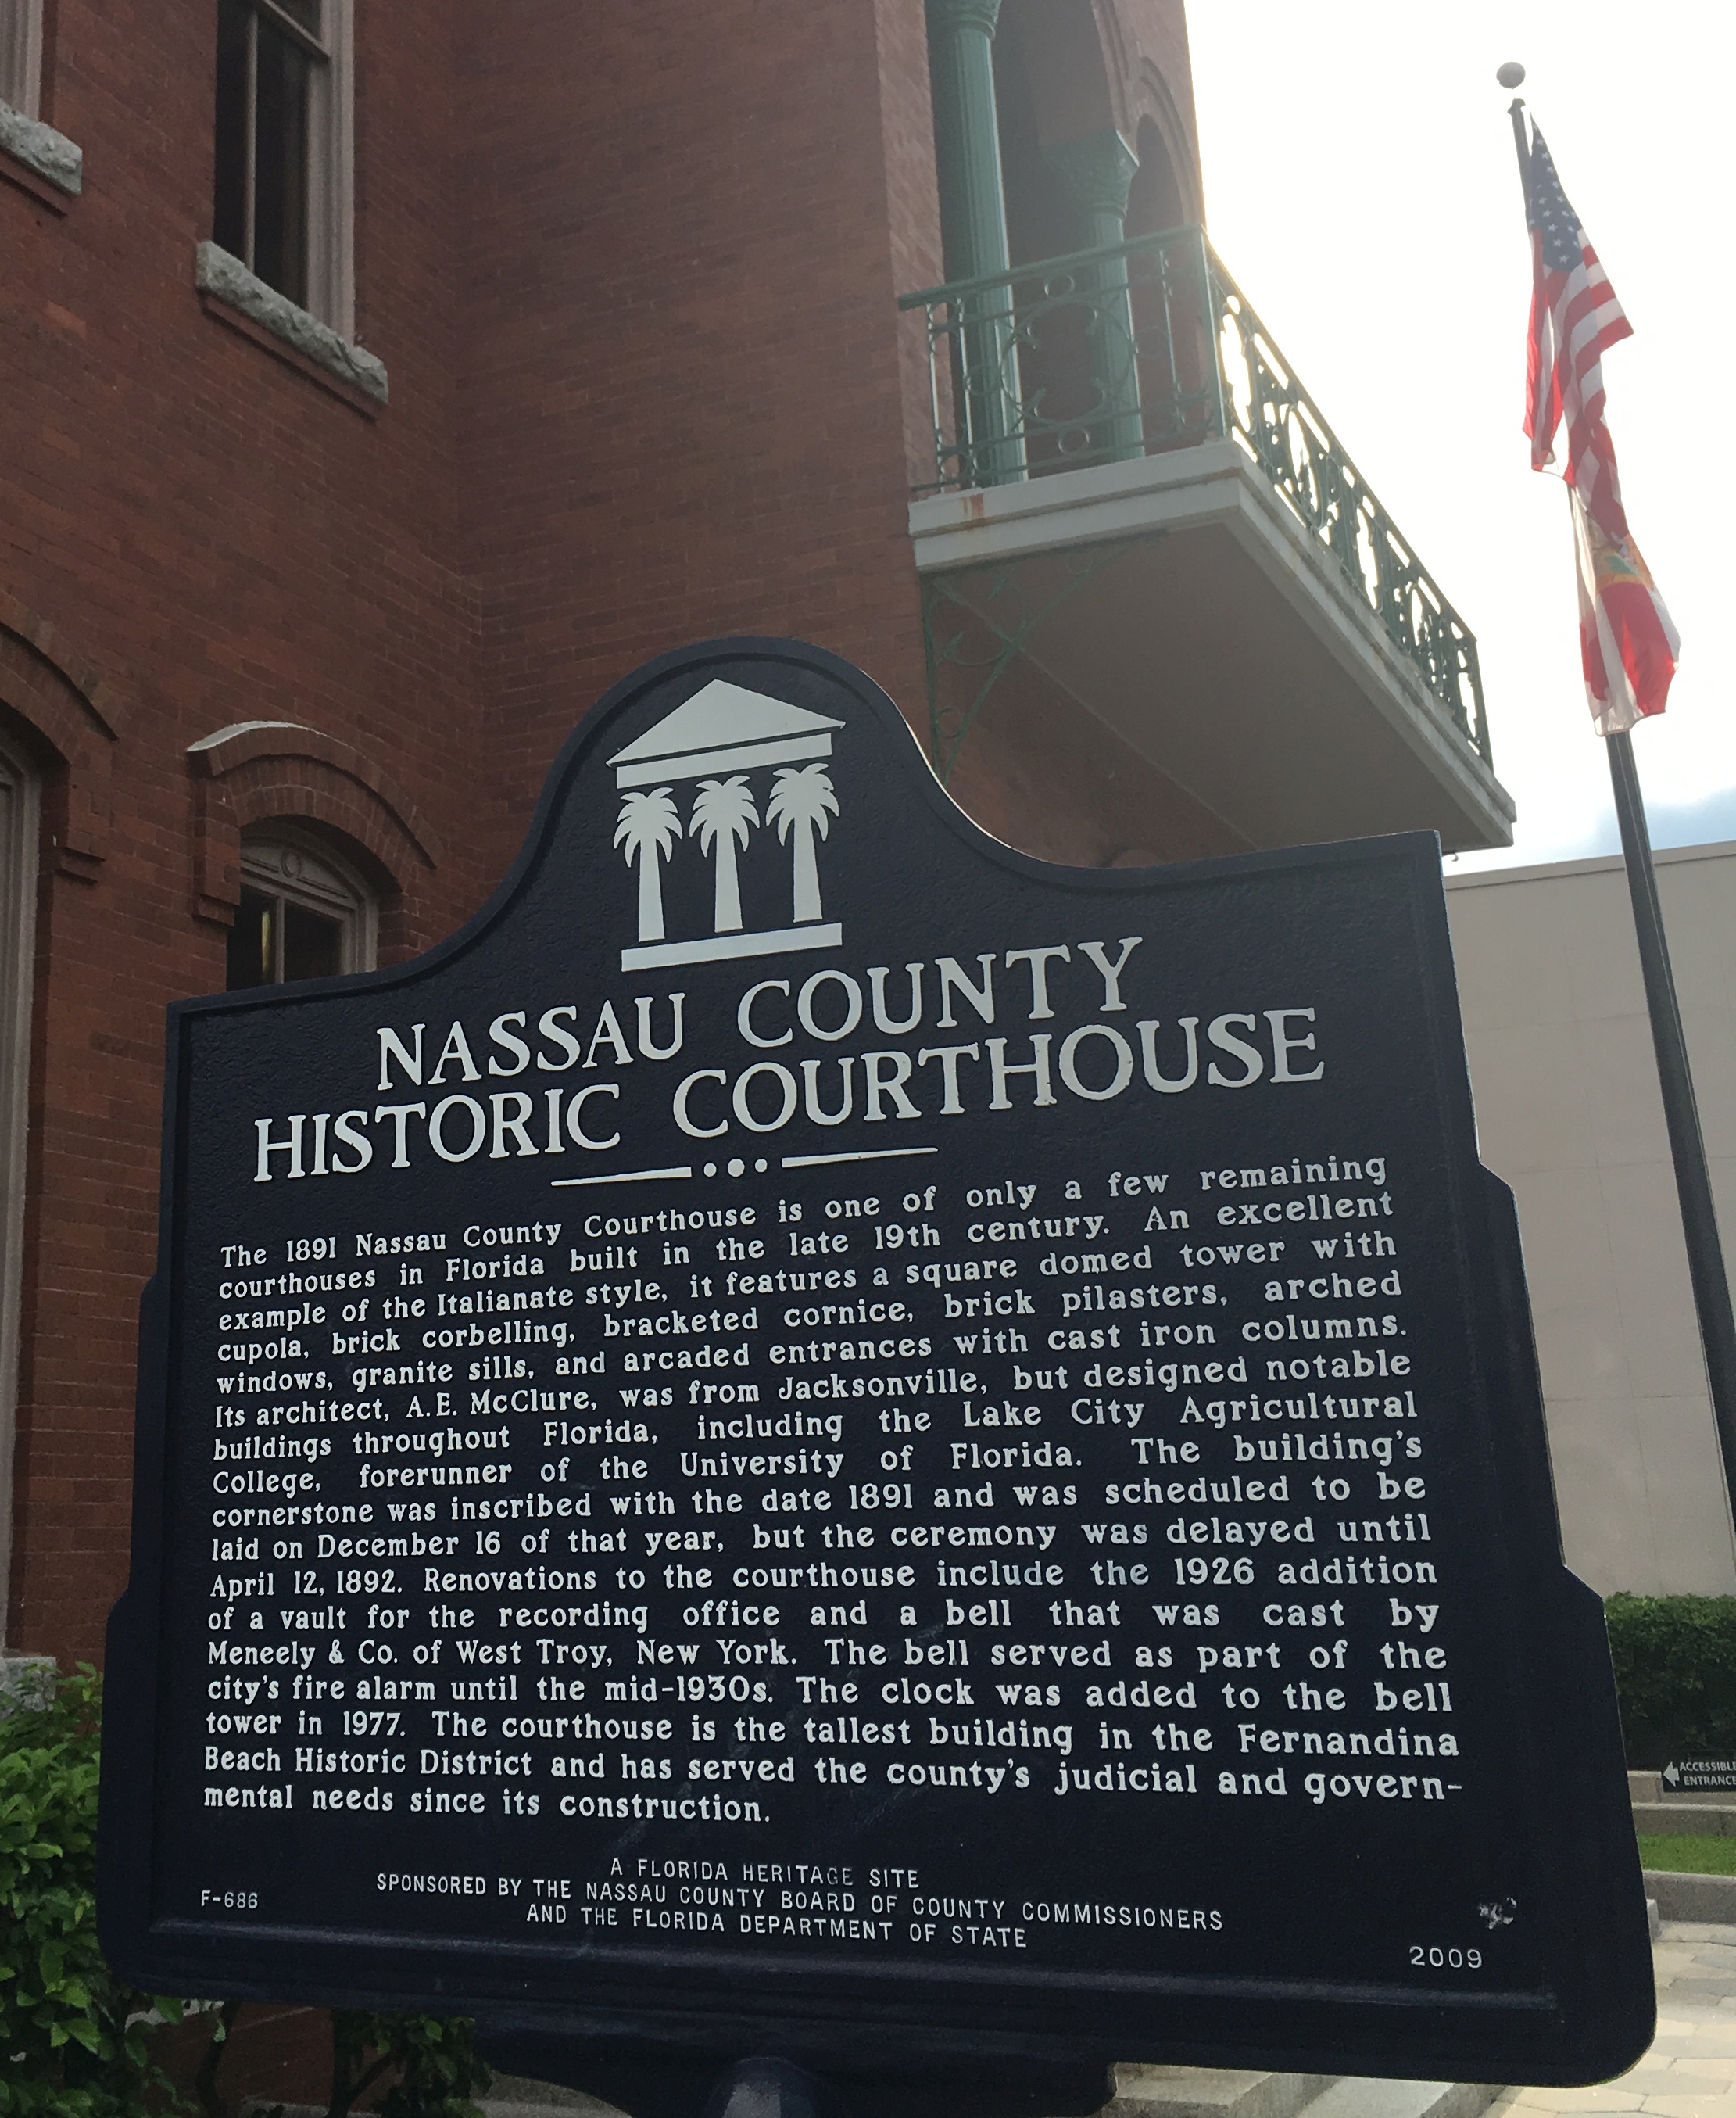 NASSAU COUNTY
HISTORIC COURTHOUSE
The 1891 Nassau County Courthouse is one of only a few remaining
courthouses in Florida built in the late 19th century. An excellent
example of the Italianate style, it features a square domed tower with
cupola, brick corbelling, bracketed cornice, brick pilasters, arched
windows, granite sills, and arcaded entrances with cast iron columns.
Its architect, A.E. McClure, was from Jacksonville, but designed notable
buildings throughout Florida, including the Lake City Agricultural
College, forerunner of the University of Florida. The building's
cornerstone was inscribed with the date 1891 and was scheduled to be
laid on December 16 of that year, but the ceremony was delayed until
April 12, 1892. Renovations to the courthouse include the 1926 addition
of a vault for the recording office and a bell that was cast by
Meneely & Co. of West Troy, New York. The bell served as part of the
city's fire alarm until the mid-1930s. The clock was added to the bell
tower in 1977. The courthouse is the tallest building in the Fernandina
Beach Historic District and has served the county's judicial and govern-
mental needs since its construction.
A FLORIDA HERITAGE SITE
SPONSORED BY THE NASSAU COUNTY BOARD OF COUNTY COMMISSIONERS
AND THE FLORIDA DEPARTMENT OF STATE
F-686
2009
ACCESSIBLE
ENTRANCE